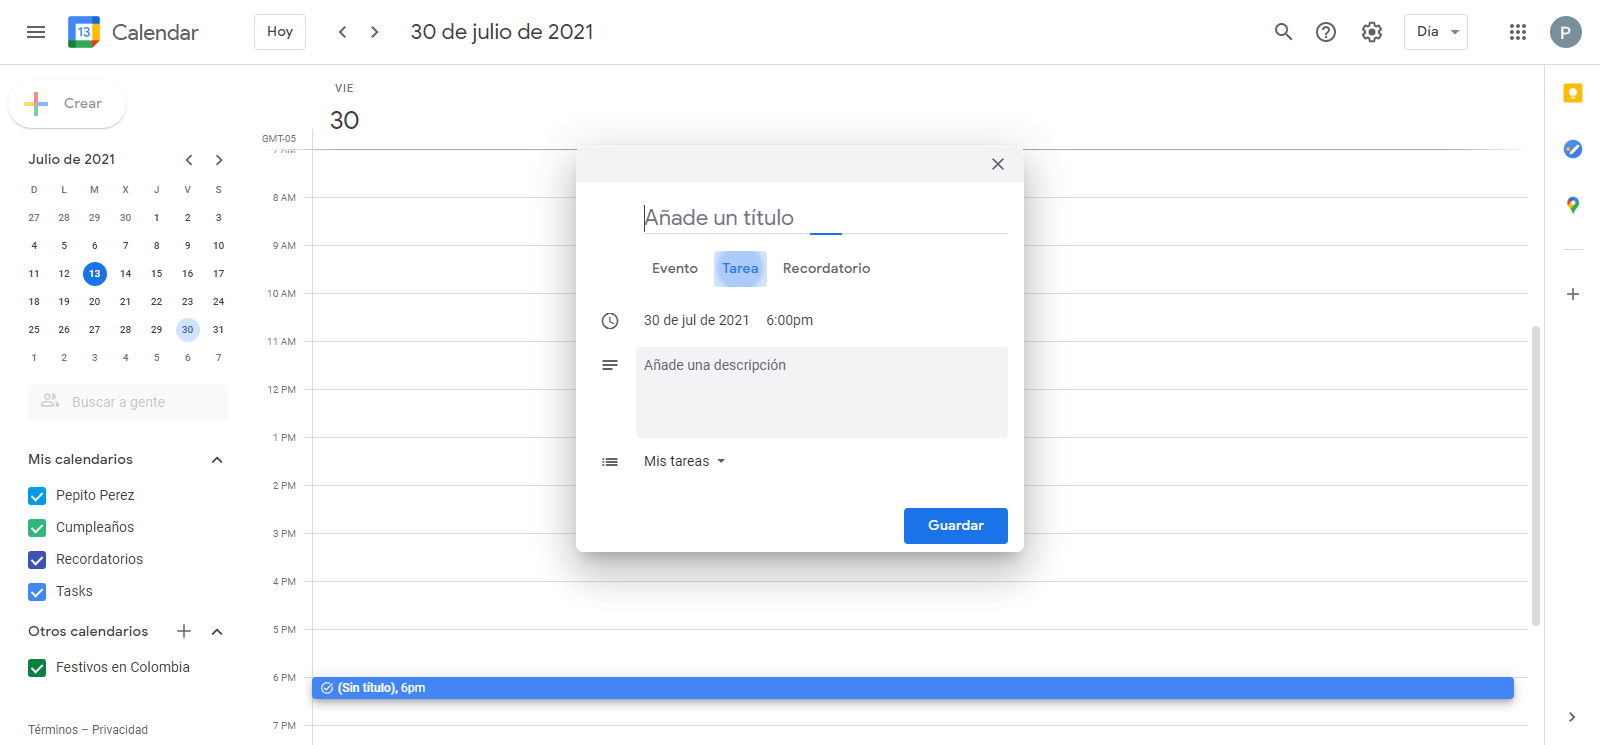 13 Calendar Hoy 30 de julio de 2021 Día P
Crear
Julio de 2021
D L M X J V S
27 28 29 30 1 2 3
4 5 6 7 8 9 10
11 12 13 14 15 16 17
18 19 20 21 22 23 24
25 26 27 28 29 30 31
1 2 3 4 5 6 7
Buscar a gente
Mis calendarios
Pepito Perez
Cumpleaños
Recordatorios
Tasks
Otros calendarios
Festivos en Colombia
Términos – Privacidad
VIE
30
GMT-05
7 AM
8 AM
9 AM
10 AM
11 AM
12 PM
1 PM
2 PM
3 PM
4 PM
5 PM
6 PM
(Sin título), 6pm
7 PM
Añade un título
Evento Tarea Recordatorio
30 de jul de 2021 6:00pm
Añade una descripción
Mis tareas
Guardar